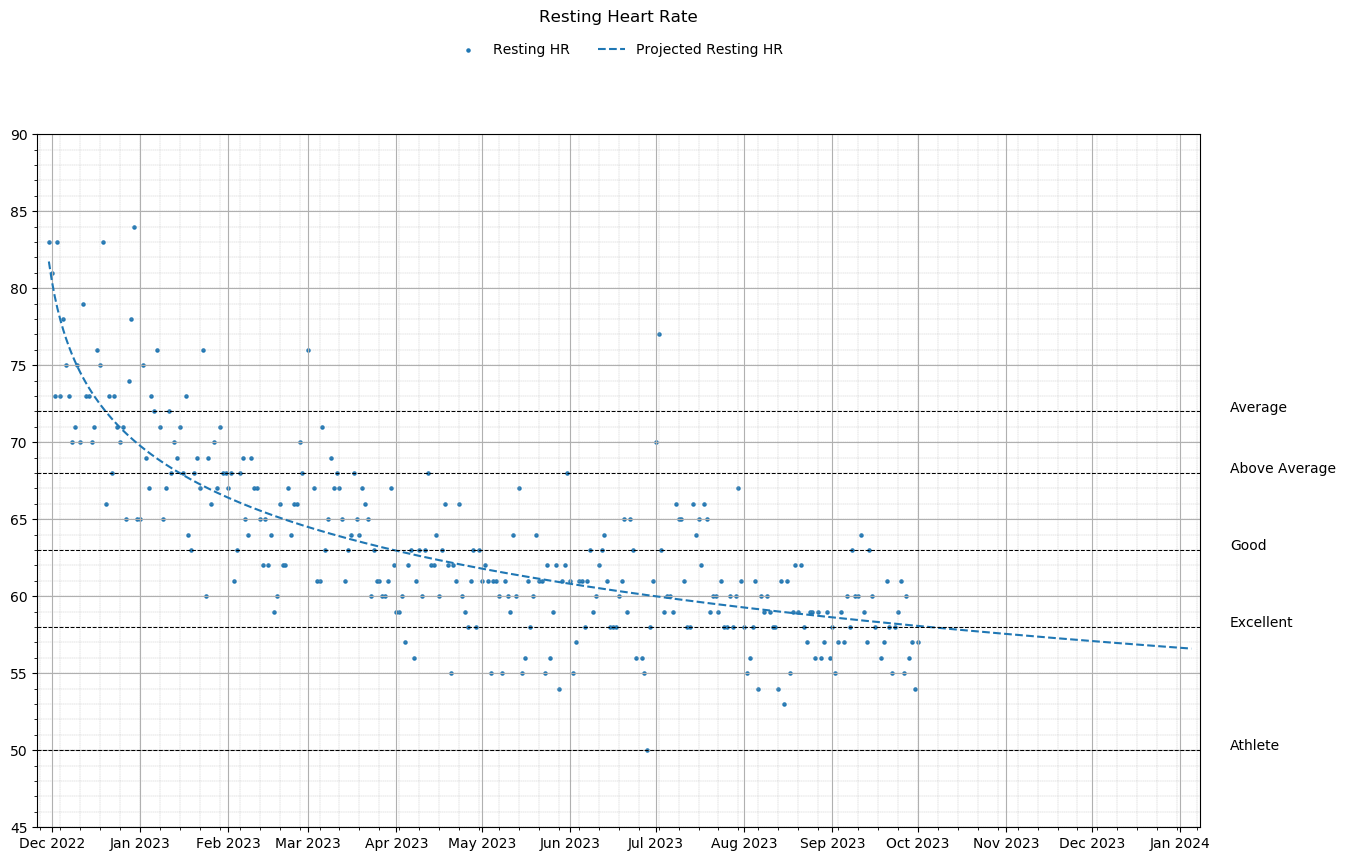 Resting Heart Rate
Resting HR Projected Resting HR
90
85
80
75
Average
70
Above Average
65
Good
60
Excellent
55
50
Athlete
45
Dec 2022 Jan 2023 Feb 2023 Mar 2023 Apr 2023 May 2023 Jun 2023 Jul 2023 Aug 2023 Sep 2023 Oct 2023 Nov 2023 Dec 2023 Jan 2024